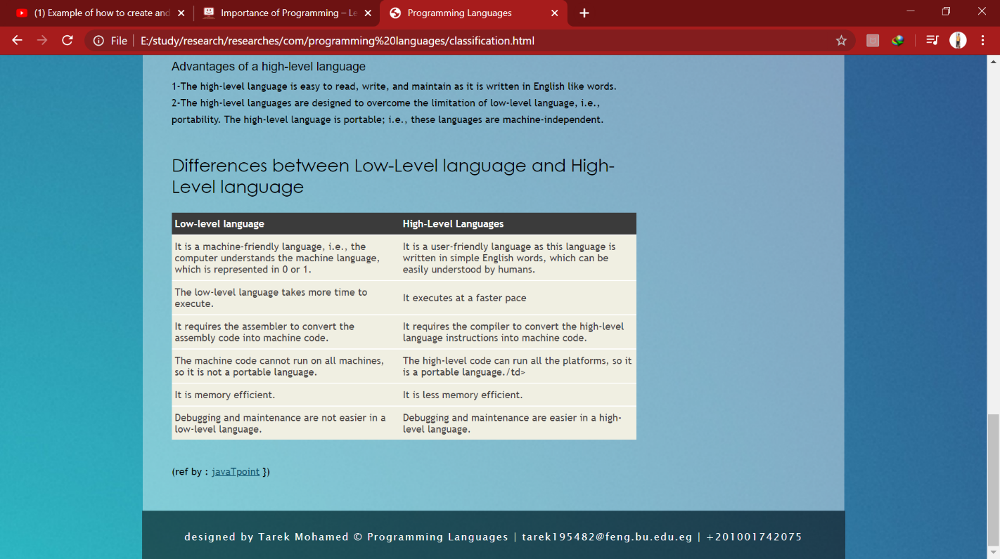 (1) Example of how to create and
Importance of Programming – Le
Programming Languages
File
E:/study/research/researches/com/programming%20languages/classification.html
Advantages of a high-level language
1-The high-level language is easy to read, write, and maintain as it is written in English like words.
2-The high-level languages are designed to overcome the limitation of low-level language, i.e.,
portability. The high-level language is portable; i.e., these languages are machine-independent.
Differences between Low-Level language and High-
Level language
Low-level language
High-Level Languages
It is a machine-friendly language, i.e., the
computer understands the machine language,
which is represented in 0 or 1.
It is a user-friendly language as this language is
written in simple English words, which can be
easily understood by humans.
The low-level language takes more time to
execute.
It executes at a faster pace
It requires the assembler to convert the
assembly code into machine code.
It requires the compiler to convert the high-level
language instructions into machine code.
The machine code cannot run on all machines,
so it is not a portable language.
The high-level code can run all the platforms, so it
is a portable language./td>
It is memory efficient.
It is less memory efficient.
Debugging and maintenance are not easier in a
low-level language.
Debugging and maintenance are easier in a high-
level language.
(ref by : javaTpoint })
designed by Tarek Mohamed © Programming Languages | tarek195482@feng.bu.edu.eg | +201001742075